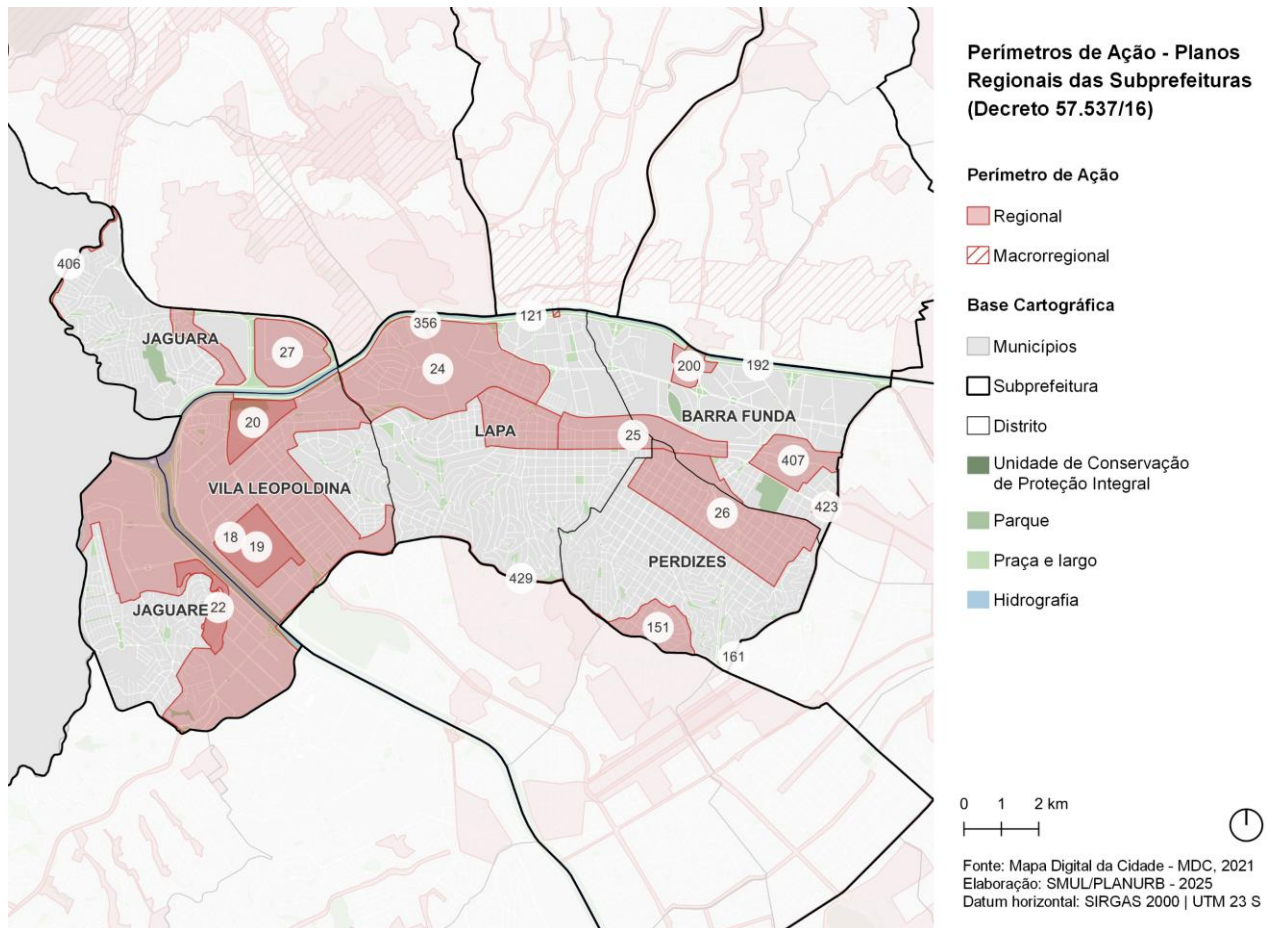 Perímetros de Ação - Planos
Regionais das Subprefeituras
(Decreto 57.537/16)
Perímetro de Ação
Regional
Macrorregional
Base Cartográfica
Municípios
Subprefeitura
Distrito
Unidade de Conservação
de Proteção Integral
Parque
Praça e largo
Hidrografia
0 1 2 km
Fonte: Mapa Digital da Cidade - MDC, 2021
Elaboração: SMUL/PLANURB - 2025
Datum horizontal: SIRGAS 2000 | UTM 23 S
406
JAGUARA
27
356
121
24
200
192
20
LAPA
25
BARRA FUNDA
407
VILA LEOPOLDINA
26
423
18
19
PERDIZES
429
JAGUARE
22
151
161